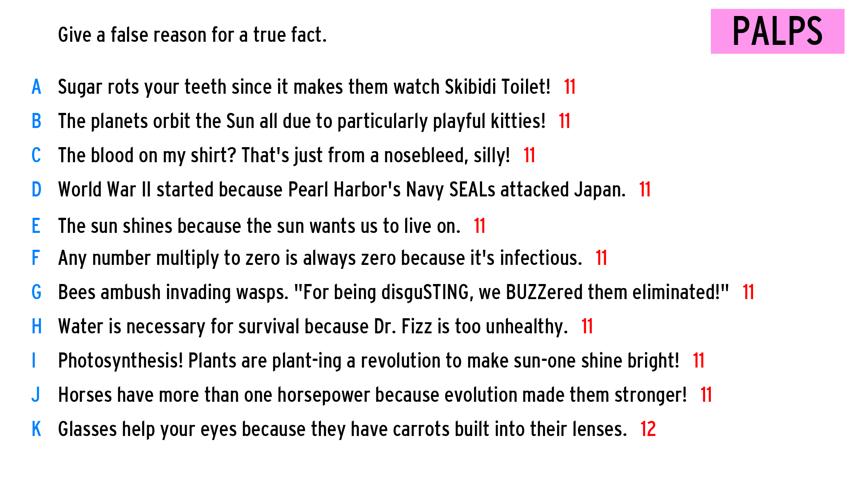 Give a false reason for a true fact.
PALPS
A Sugar rots your teeth since it makes them watch Skibidi Toilet! 11
B The planets orbit the Sun all due to particularly playful kitties! 11
C The blood on my shirt? That's just from a nosebleed, silly! 11
D World War II started because Pearl Harbor's Navy SEALs attacked Japan. 11
E The sun shines because the sun wants us to live on. 11
F Any number multiply to zero is always zero because it's infectious. 11
G Bees ambush invading wasps. "For being disguSTING, we BUZZered them eliminated!" 11
H Water is necessary for survival because Dr. Fizz is too unhealthy. 11
I Photosynthesis! Plants are plant-ing a revolution to make sun-one shine bright! 11
J Horses have more than one horsepower because evolution made them stronger! 11
K Glasses help your eyes because they have carrots built into their lenses. 12